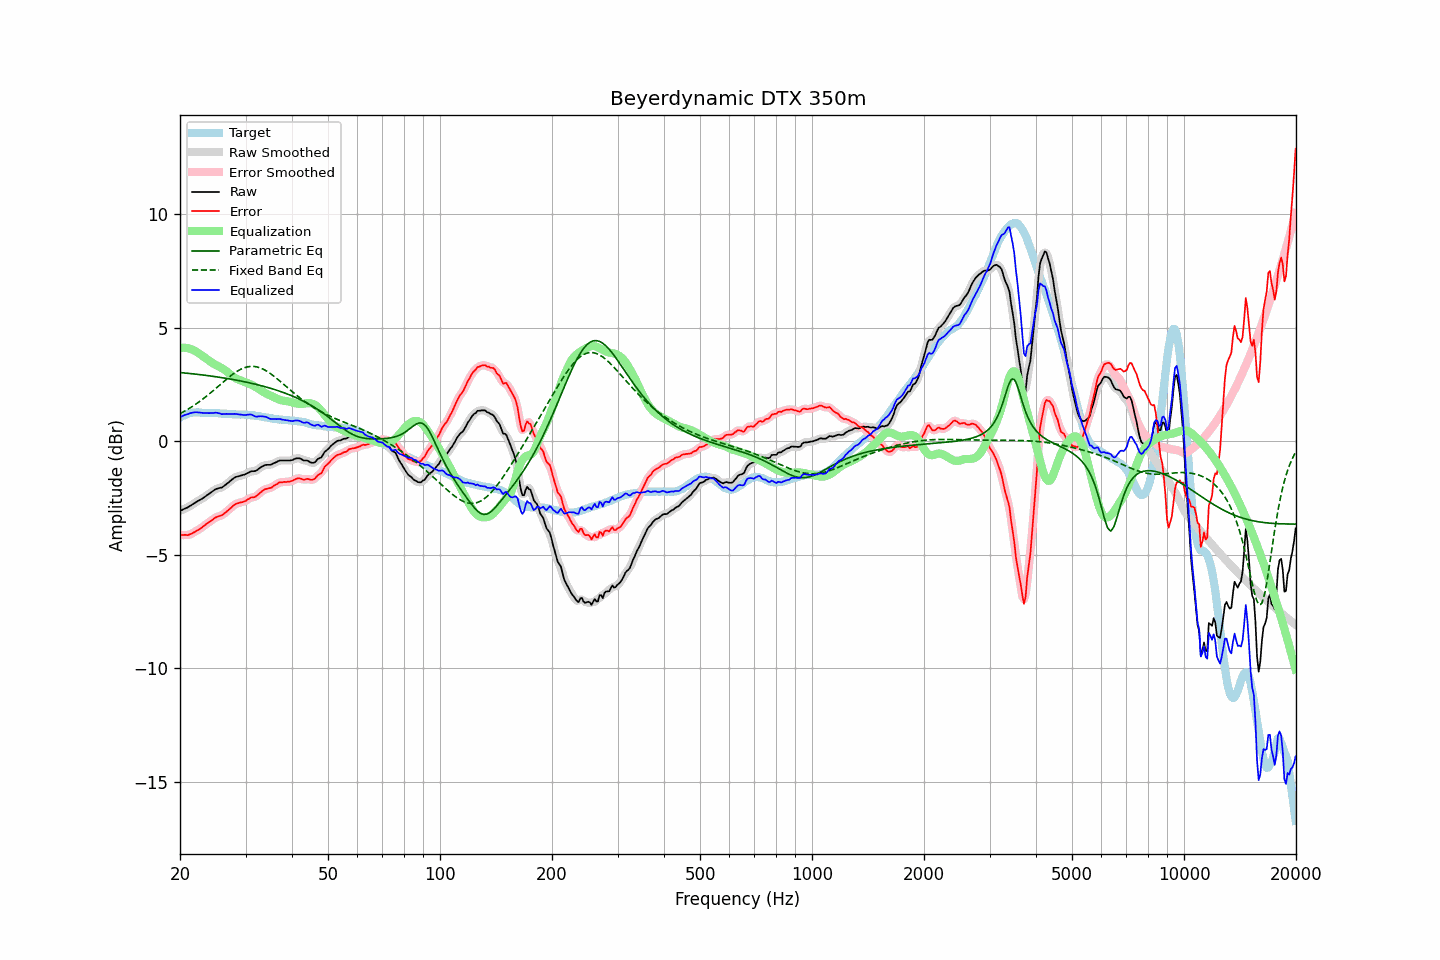 Beyerdynamic DTX 350m
Target
Raw Smoothed
Error Smoothed
Raw
Error
Equalization
Parametric Eq
Fixed Band Eq
Equalized
Amplitude (dBr)
10
5
0
−5
−10
−15
20
50
100
200
500
1000
2000
5000
10000
20000
Frequency (Hz)